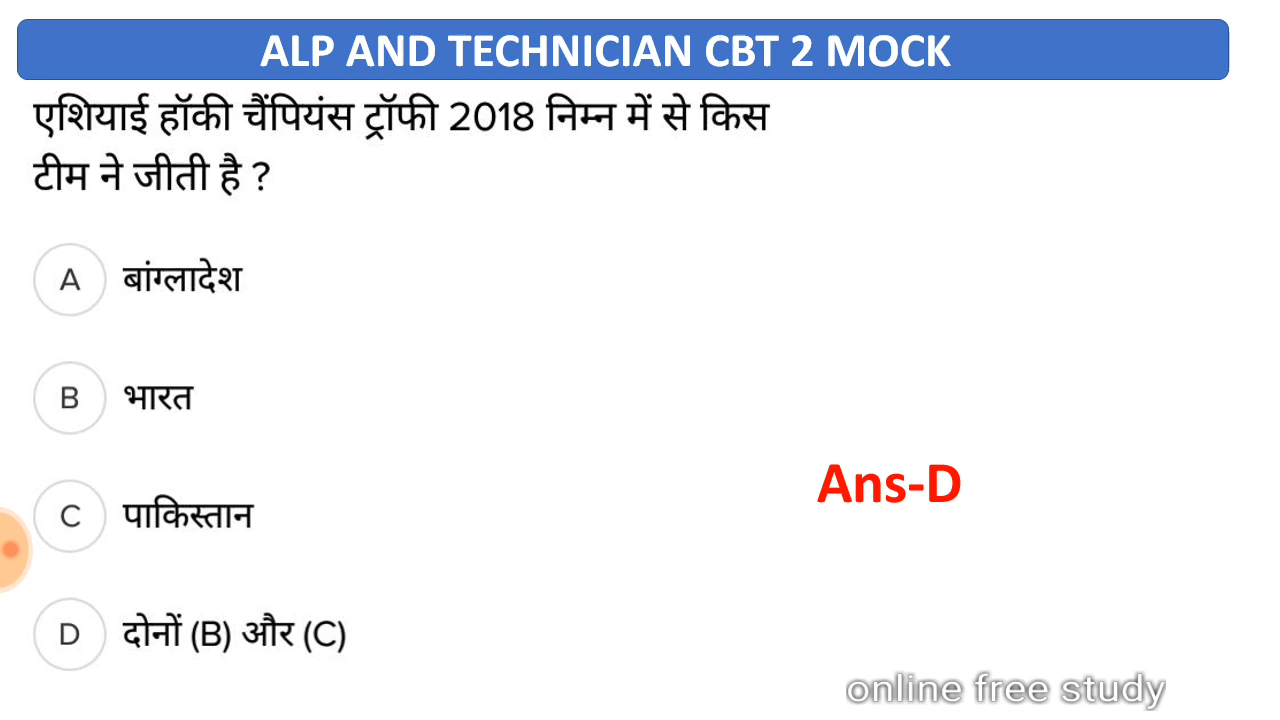 ALP AND TECHNICIAN CBT 2 MOCK
एशियाई हॉकी चैंपियंस ट्रॉफी 2018 निम्न में से किस
टीम ने जीती है ?
A बांग्लादेश
B भारत
Ans-D
C पाकिस्तान
D दोनों (B) और (C)
online free study